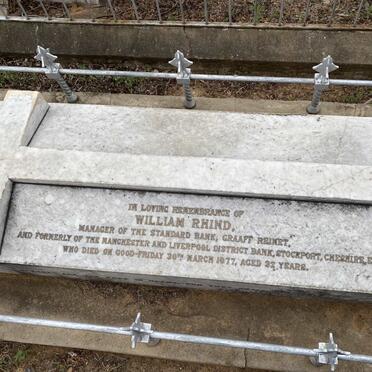 IN LOVING REMEMBRANCE OF
WILLIAM RHIND,
MANAGER OF THE STANDARD BANK, GRAAFF REINET,
AND FORMERLY OF THE MANCHESTER AND LIVERPOOL DISTRICT BANK, STOCKPORT, CHESHIRE,
WHO DIED ON GOOD-FRIDAY 30TH MARCH 1877, AGED YEARS.